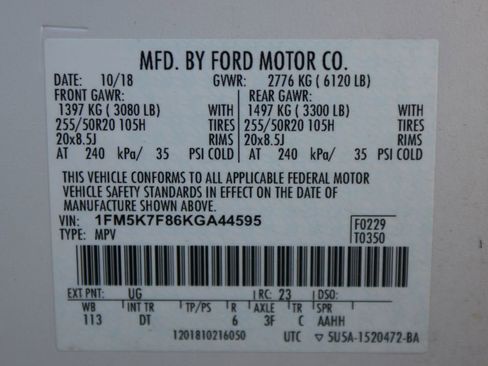 MFD. BY FORD MOTOR CO.
DATE: 10/18 GVWR: 2776 KG ( 6120 LB)
FRONT GAWR: REAR GAWR:
1397 KG ( 3080 LB) WITH 1497 KG ( 3300 LB) WITH
255/50R20 105H TIRES 255/50R20 105H TIRES
20x8.5J RIMS 20x8.5J RIMS
AT 240 kPa/ 35 PSI COLD AT 240 kPa/ 35 PSI COLD
THIS VEHICLE CONFORMS TO ALL APPLICABLE FEDERAL MOTOR
VEHICLE SAFETY STANDARDS IN EFFECT ON THE DATE OF
MANUFACTURE SHOWN ABOVE.
VIN: 1FM5K7F86KGA44595 F0229
TYPE: MPV T0350
EXT PNT: UG RC: 23 DSO:
WB INT TR TP/PS R AXLE TR SPR
113 DT 6 3F C AAHH
1201810216050 UTC ▽ 5U5A-1520472-BA